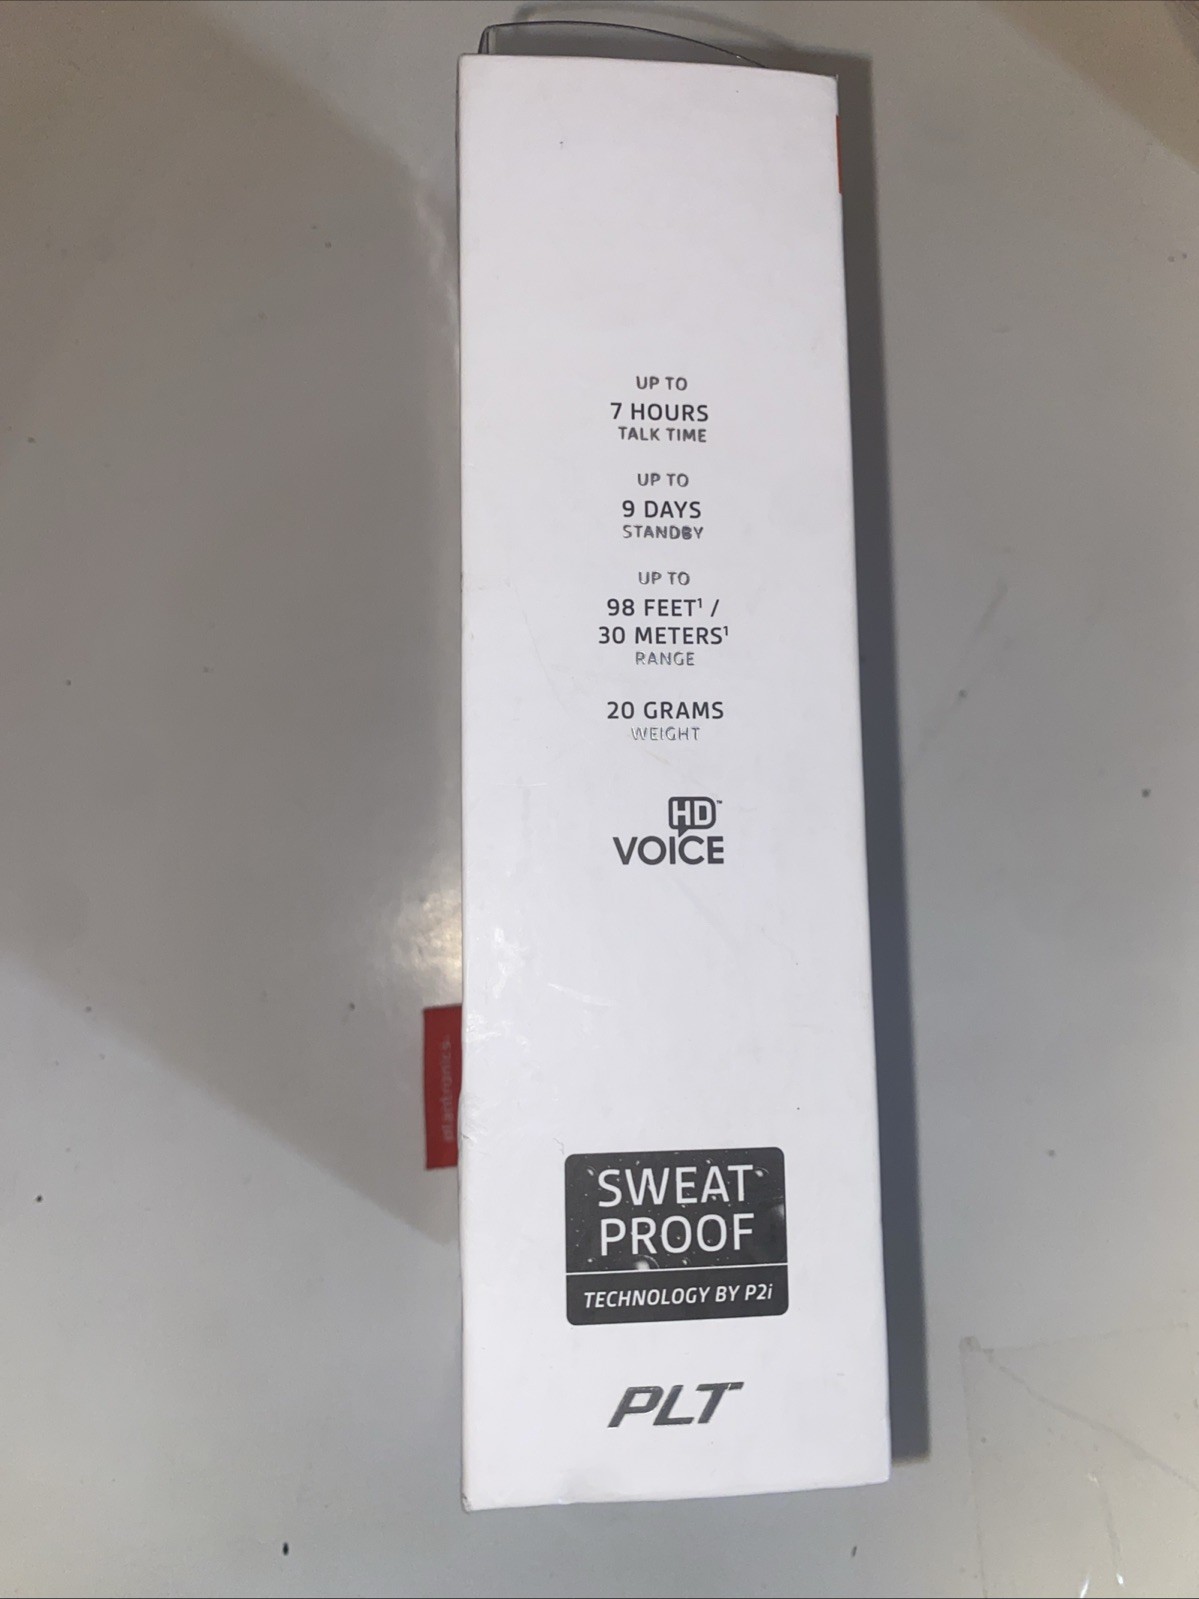 UP TO
7 HOURS
TALK TIME
UP TO
9 DAYS
STANDBY
UP TO
98 FEET¹ /
30 METERS¹
RANGE
20 GRAMS
WEIGHT
HD™
VOICE
plantronics
SWEAT
PROOF
TECHNOLOGY BY P2i
PLT